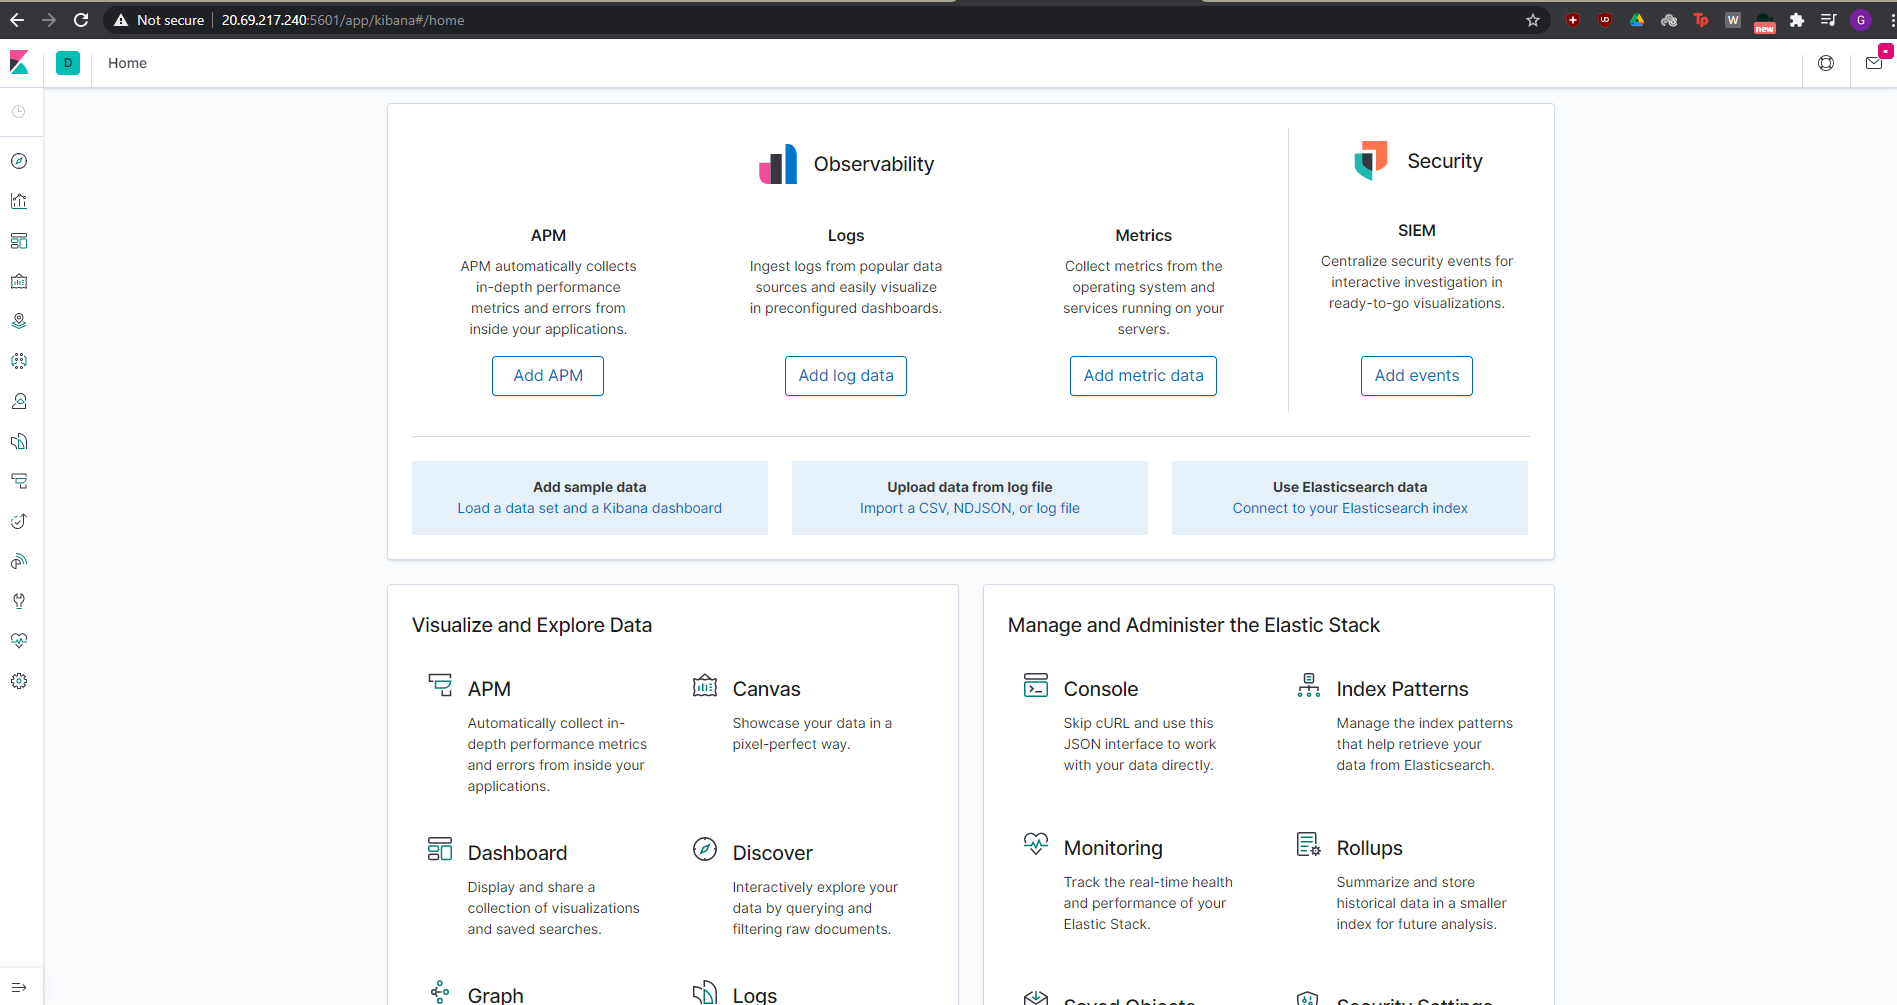 Not secure
20.69.217.240:5601/app/kibana#/home
Tp
W
new
G
D
Home
Observability
Security
APM
APM automatically collects
in-depth performance
metrics and errors from
inside your applications.
Add APM
Logs
Ingest logs from popular data
sources and easily visualize
in preconfigured dashboards.
Add log data
Metrics
Collect metrics from the
operating system and
services running on your
servers.
Add metric data
SIEM
Centralize security events for
interactive investigation in
ready-to-go visualizations.
Add events
Add sample data
Load a data set and a Kibana dashboard
Upload data from log file
Import a CSV, NDJSON, or log file
Use Elasticsearch data
Connect to your Elasticsearch index
Visualize and Explore Data
APM
Automatically collect in-
depth performance metrics
and errors from inside your
applications.
Canvas
Showcase your data in a
pixel-perfect way.
Dashboard
Display and share a
collection of visualizations
and saved searches.
Discover
Interactively explore your
data by querying and
filtering raw documents.
Graph
Logs
Manage and Administer the Elastic Stack
Console
Skip cURL and use this
JSON interface to work
with your data directly.
Index Patterns
Manage the index patterns
that help retrieve your
data from Elasticsearch.
Monitoring
Track the real-time health
and performance of your
Elastic Stack.
Rollups
Summarize and store
historical data in a smaller
index for future analysis.
Saved Objects
Security Settings